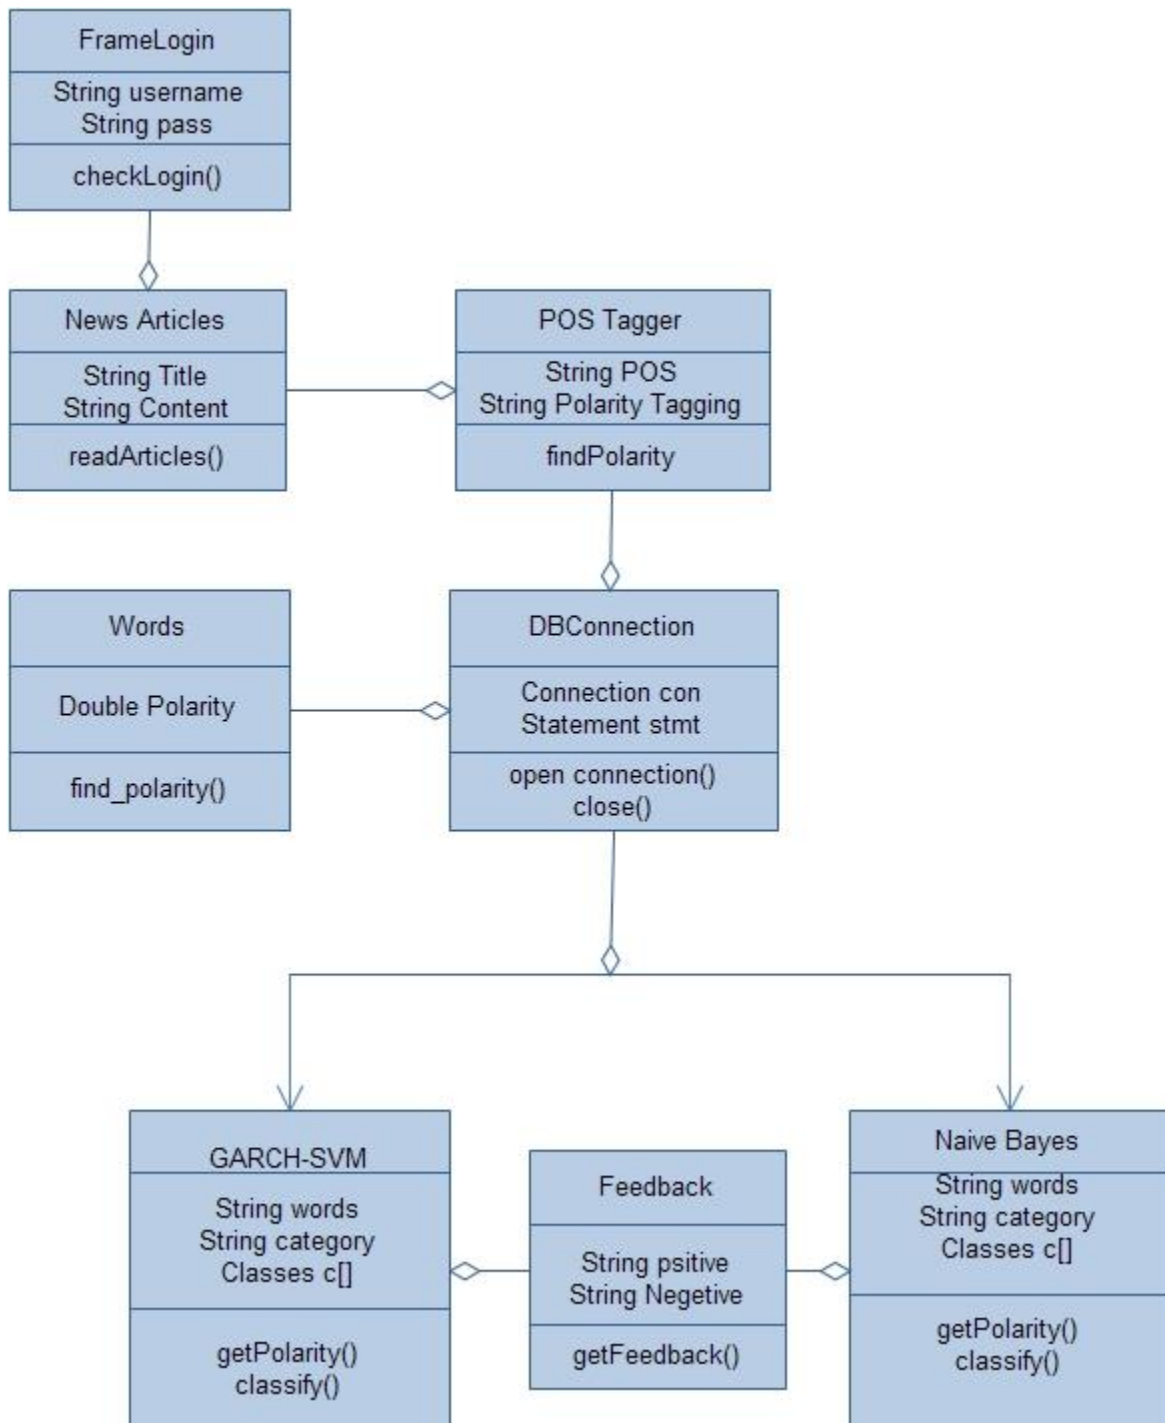 FrameLogin
String username
String pass
checkLogin()
News Articles
String Title
String Content
readArticles()
POS Tagger
String POS
String Polarity Tagging
findPolarity
Words
Double Polarity
find_polarity()
DBConnection
Connection con
Statement stmt
open connection()
close()
GARCH-SVM
String words
String category
Classes c[]
getPolarity()
classify()
Feedback
String psitive
String Negetive
getFeedback()
Naive Bayes
String words
String category
Classes c[]
getPolarity()
classify()